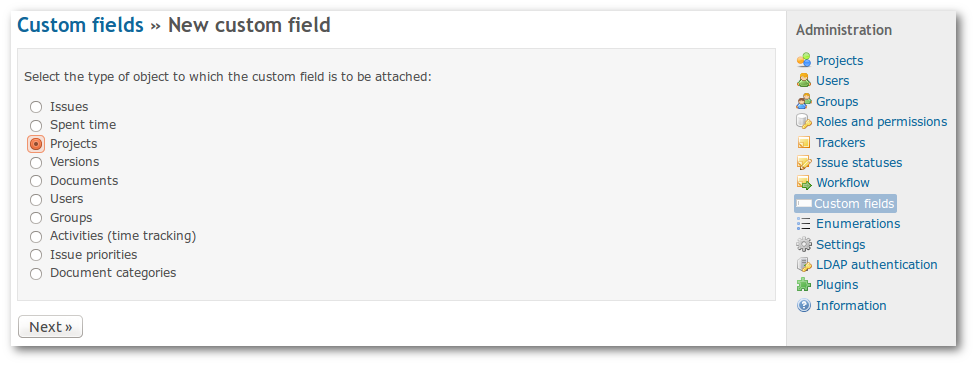 Custom fields » New custom field
Select the type of object to which the custom field is to be attached:
Issues
Spent time
Projects
Versions
Documents
Users
Groups
Activities (time tracking)
Issue priorities
Document categories
Next »
Administration
Projects
Users
Groups
Roles and permissions
Trackers
Issue statuses
Workflow
Custom fields
Enumerations
Settings
LDAP authentication
Plugins
Information